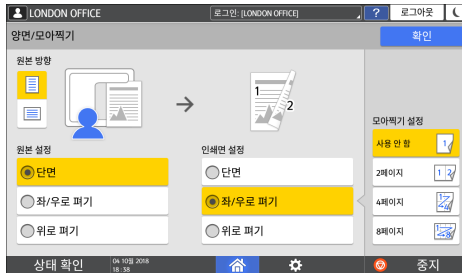 LONDON OFFICE
로그인: [LONDON OFFICE]
?
로그아웃
양면/모아찍기
확인
원본 방향
1
2
모아찍기 설정
사용 안 함
1
2페이지
1 2
4페이지
8페이지
원본 설정
단면
좌/우로 펴기
위로 펴기
인쇄면 설정
단면
좌/우로 펴기
위로 펴기
상태 확인
04 10월 2018
18 : 38
중지